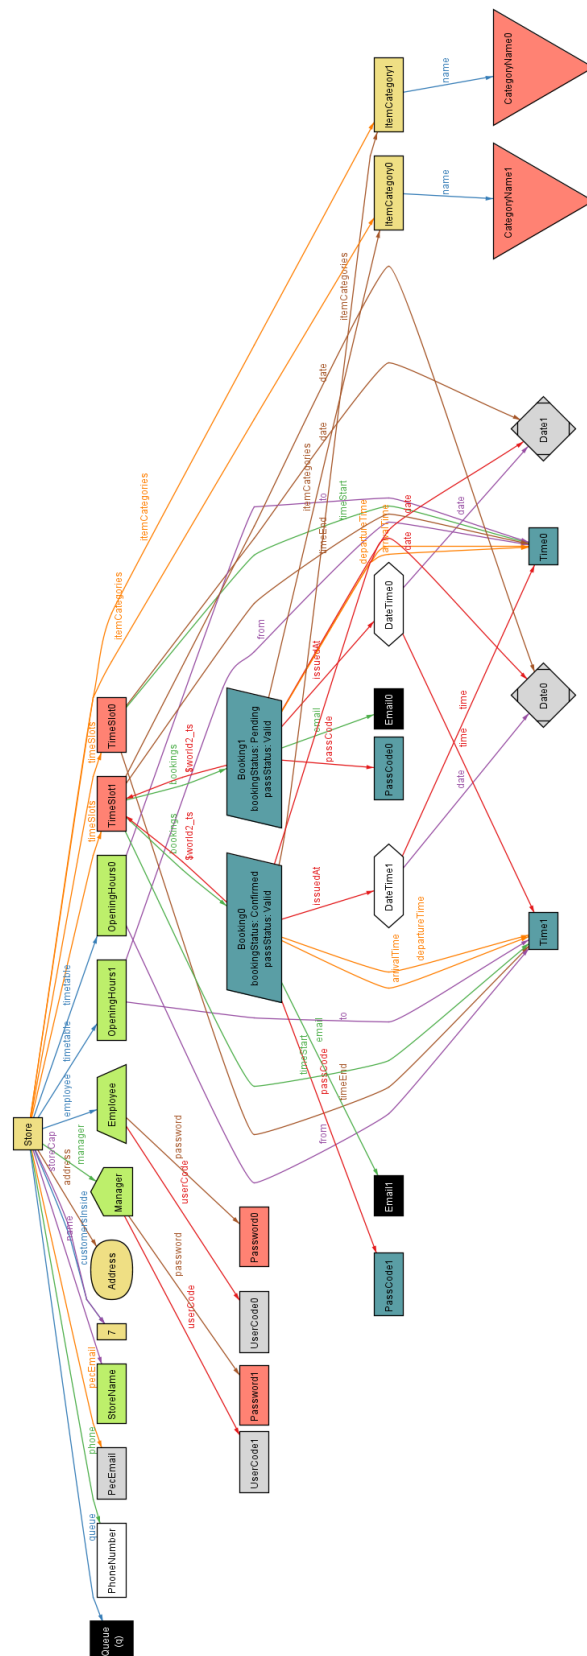 Store
queue
phone
pecEmail
name
customersInside
storeCap
address
manager
employee
timetable
timetable
timeSlots
timeSlots
itemCategories
itemCategories
Queue
(q)
PhoneNumber
PecEmail
StoreName
7
Address
Manager
Employee
OpeningHours1
OpeningHours0
TimeSlot1
TimeSlot0
userCode
password
userCode
password
bookings
$world2_ts
bookings
$world2_ts
from
to
timeStart
timeEnd
date
date
UserCode1
Password1
UserCode0
Password0
Booking0
bookingStatus: Confirmed
passStatus: Valid
Booking1
bookingStatus: Pending
passStatus: Valid
passCode
email
issuedAt
passCode
email
issuedAt
departureTime
arrivalTime
date
date
itemCategories
itemCategories
from
timeEnd
timeStart
to
arrivalTime
departureTime
PassCode1
Email1
DateTime1
PassCode0
Email0
DateTime0
ItemCategory0
ItemCategory1
date
time
time
date
name
name
Time1
Date0
Time0
Date1
CategoryName1
CategoryName0